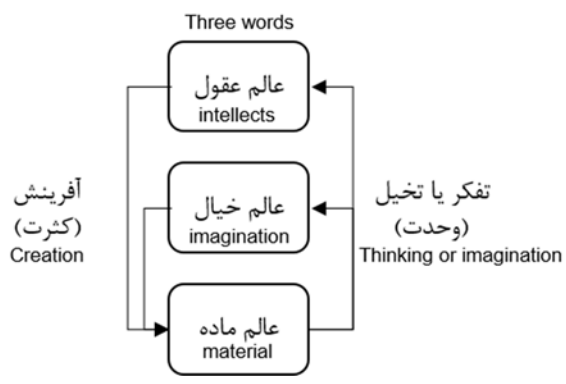 Three words
عالم عقول
intellects
آفرینش
(کثرت)
Creation
عالم خیال
imagination
تفکر یا تخیل
(وحدت)
Thinking or imagination
عالم ماده
material